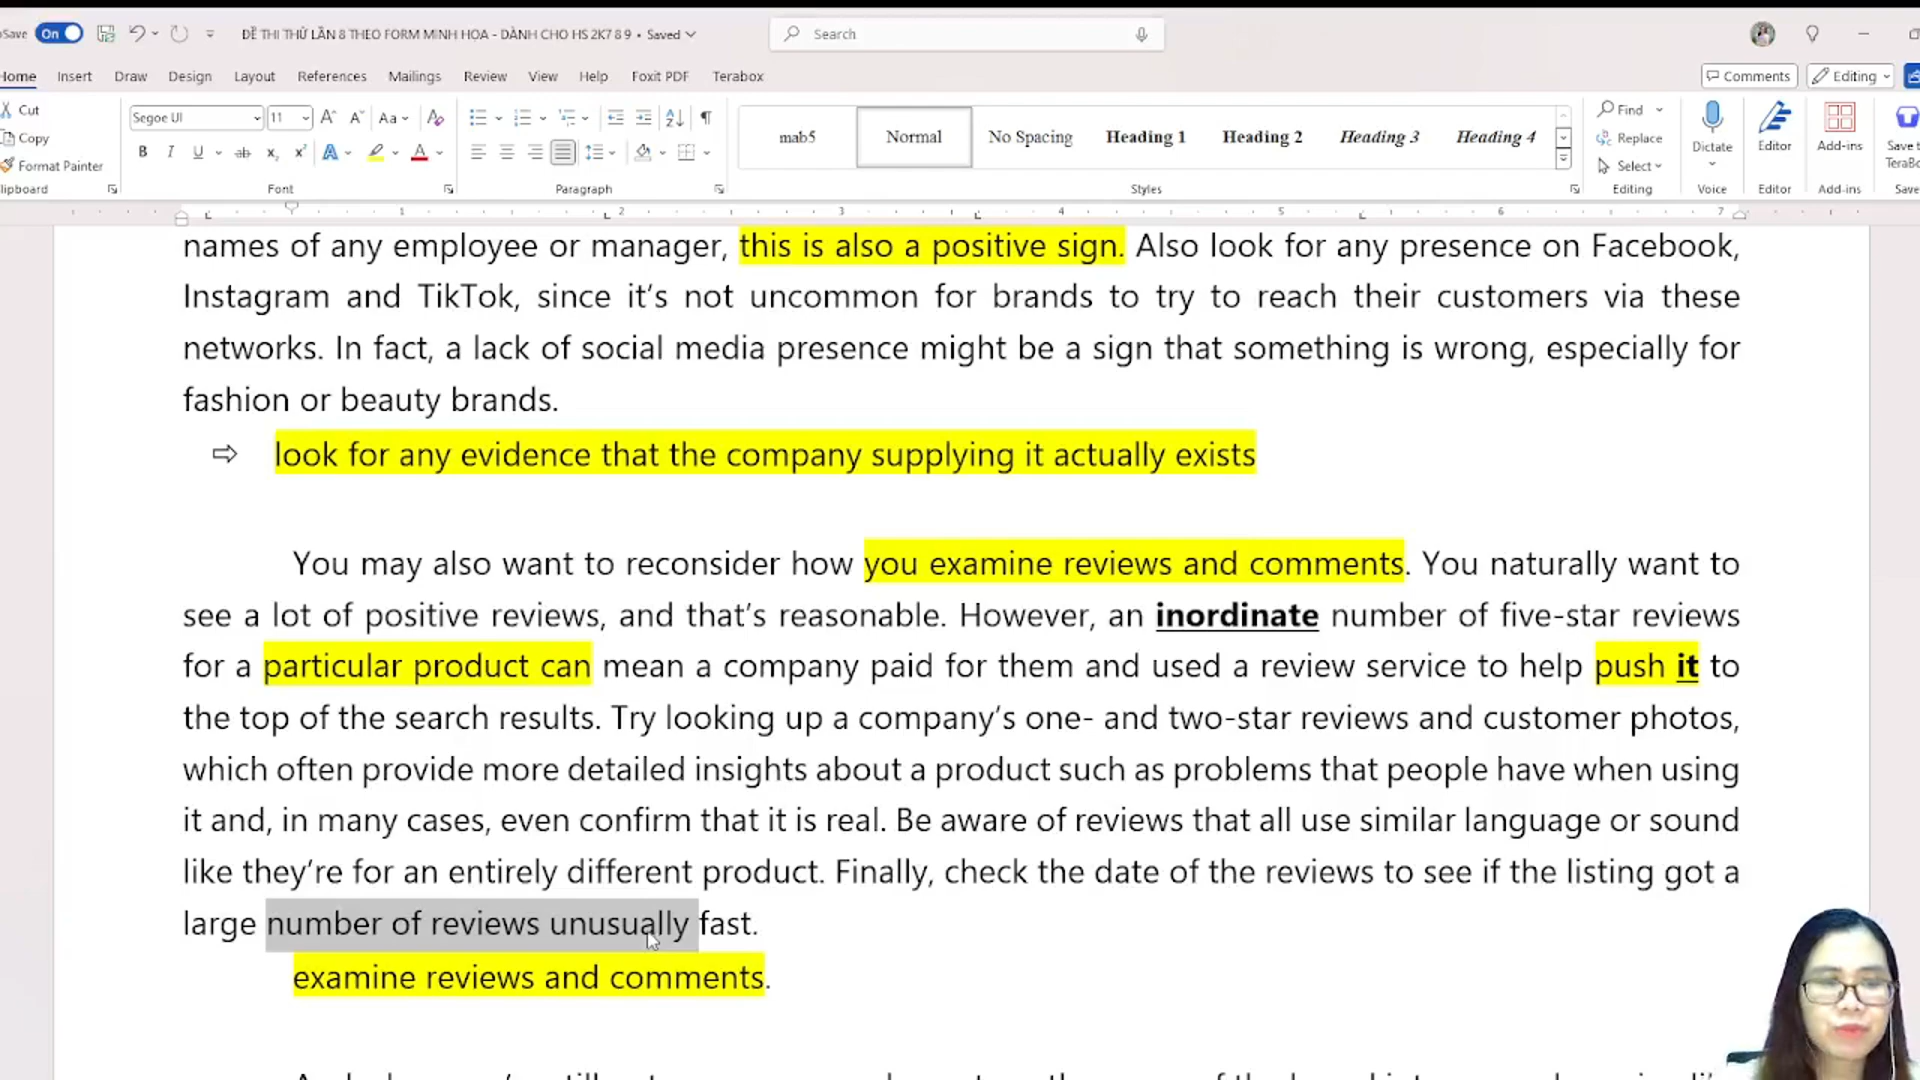 Save On ĐỀ THI THỬ LẦN 8 THEO FORM MINH HOA - DÀNH CHO HS 2K7 8 9 • Saved Search
Home Insert Draw Design Layout References Mailings Review View Help Foxit PDF Terabox Comments Editing
Cut
Copy
Format Painter
Segoe UI 11
mab5 Normal No Spacing Heading 1 Heading 2 Heading 3 Heading 4
Find
Replace
Select
Dictate Editor Add-ins Save to
Font Paragraph Styles Editing Voice Editor Add-ins Save
1 2 3 4 5 6 7
names of any employee or manager, this is also a positive sign. Also look for any presence on Facebook,
Instagram and TikTok, since it's not uncommon for brands to try to reach their customers via these
networks. In fact, a lack of social media presence might be a sign that something is wrong, especially for
fashion or beauty brands.
⇨ look for any evidence that the company supplying it actually exists
You may also want to reconsider how you examine reviews and comments. You naturally want to
see a lot of positive reviews, and that's reasonable. However, an inordinate number of five-star reviews
for a particular product can mean a company paid for them and used a review service to help push it to
the top of the search results. Try looking up a company's one- and two-star reviews and customer photos,
which often provide more detailed insights about a product such as problems that people have when using
it and, in many cases, even confirm that it is real. Be aware of reviews that all use similar language or sound
like they're for an entirely different product. Finally, check the date of the reviews to see if the listing got a
large number of reviews unusually fast.
examine reviews and comments.